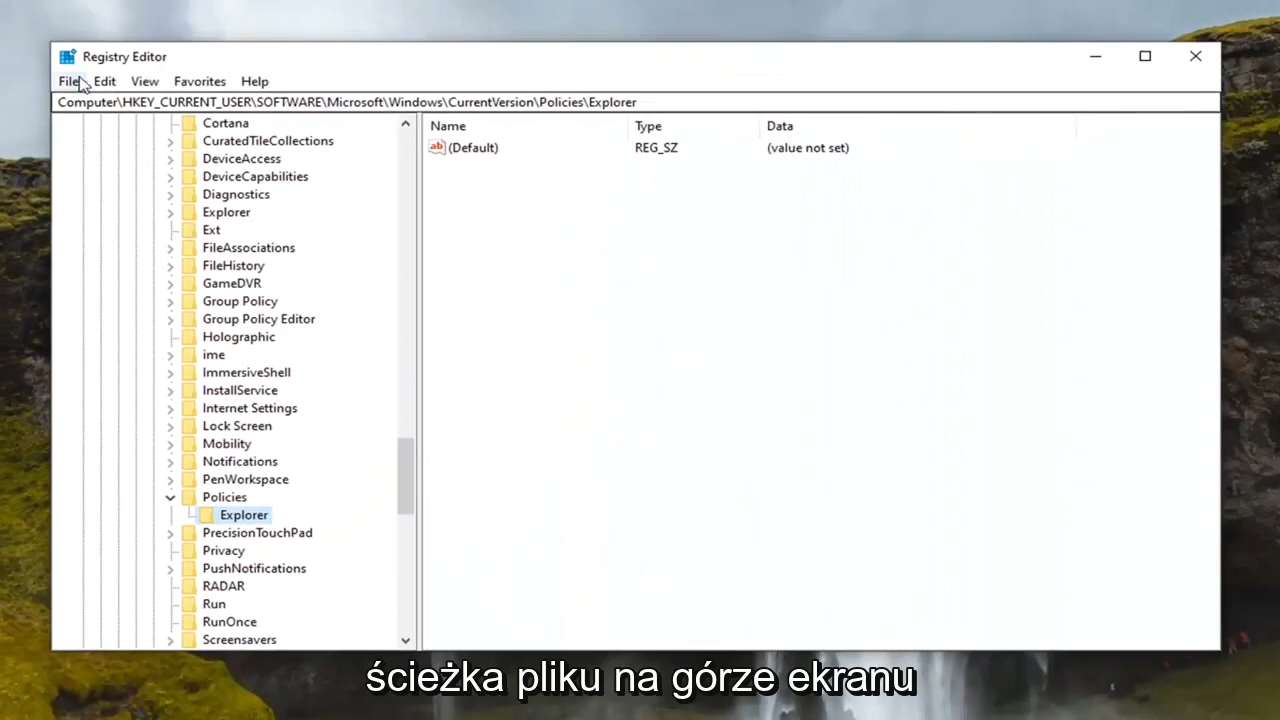 Registry Editor
File Edit View Favorites Help
Computer\HKEY_CURRENT_USER\SOFTWARE\Microsoft\Windows\CurrentVersion\Policies\Explorer
Name Type Data
ab (Default) REG_SZ (value not set)
Cortana
CuratedTileCollections
DeviceAccess
DeviceCapabilities
Diagnostics
Explorer
Ext
FileAssociations
FileHistory
GameDVR
Group Policy
Group Policy Editor
Holographic
ime
ImmersiveShell
InstallService
Internet Settings
Lock Screen
Mobility
Notifications
PenWorkspace
Policies
Explorer
PrecisionTouchPad
Privacy
PushNotifications
RADAR
Run
RunOnce
Screensavers
ścieżka pliku na górze ekranu